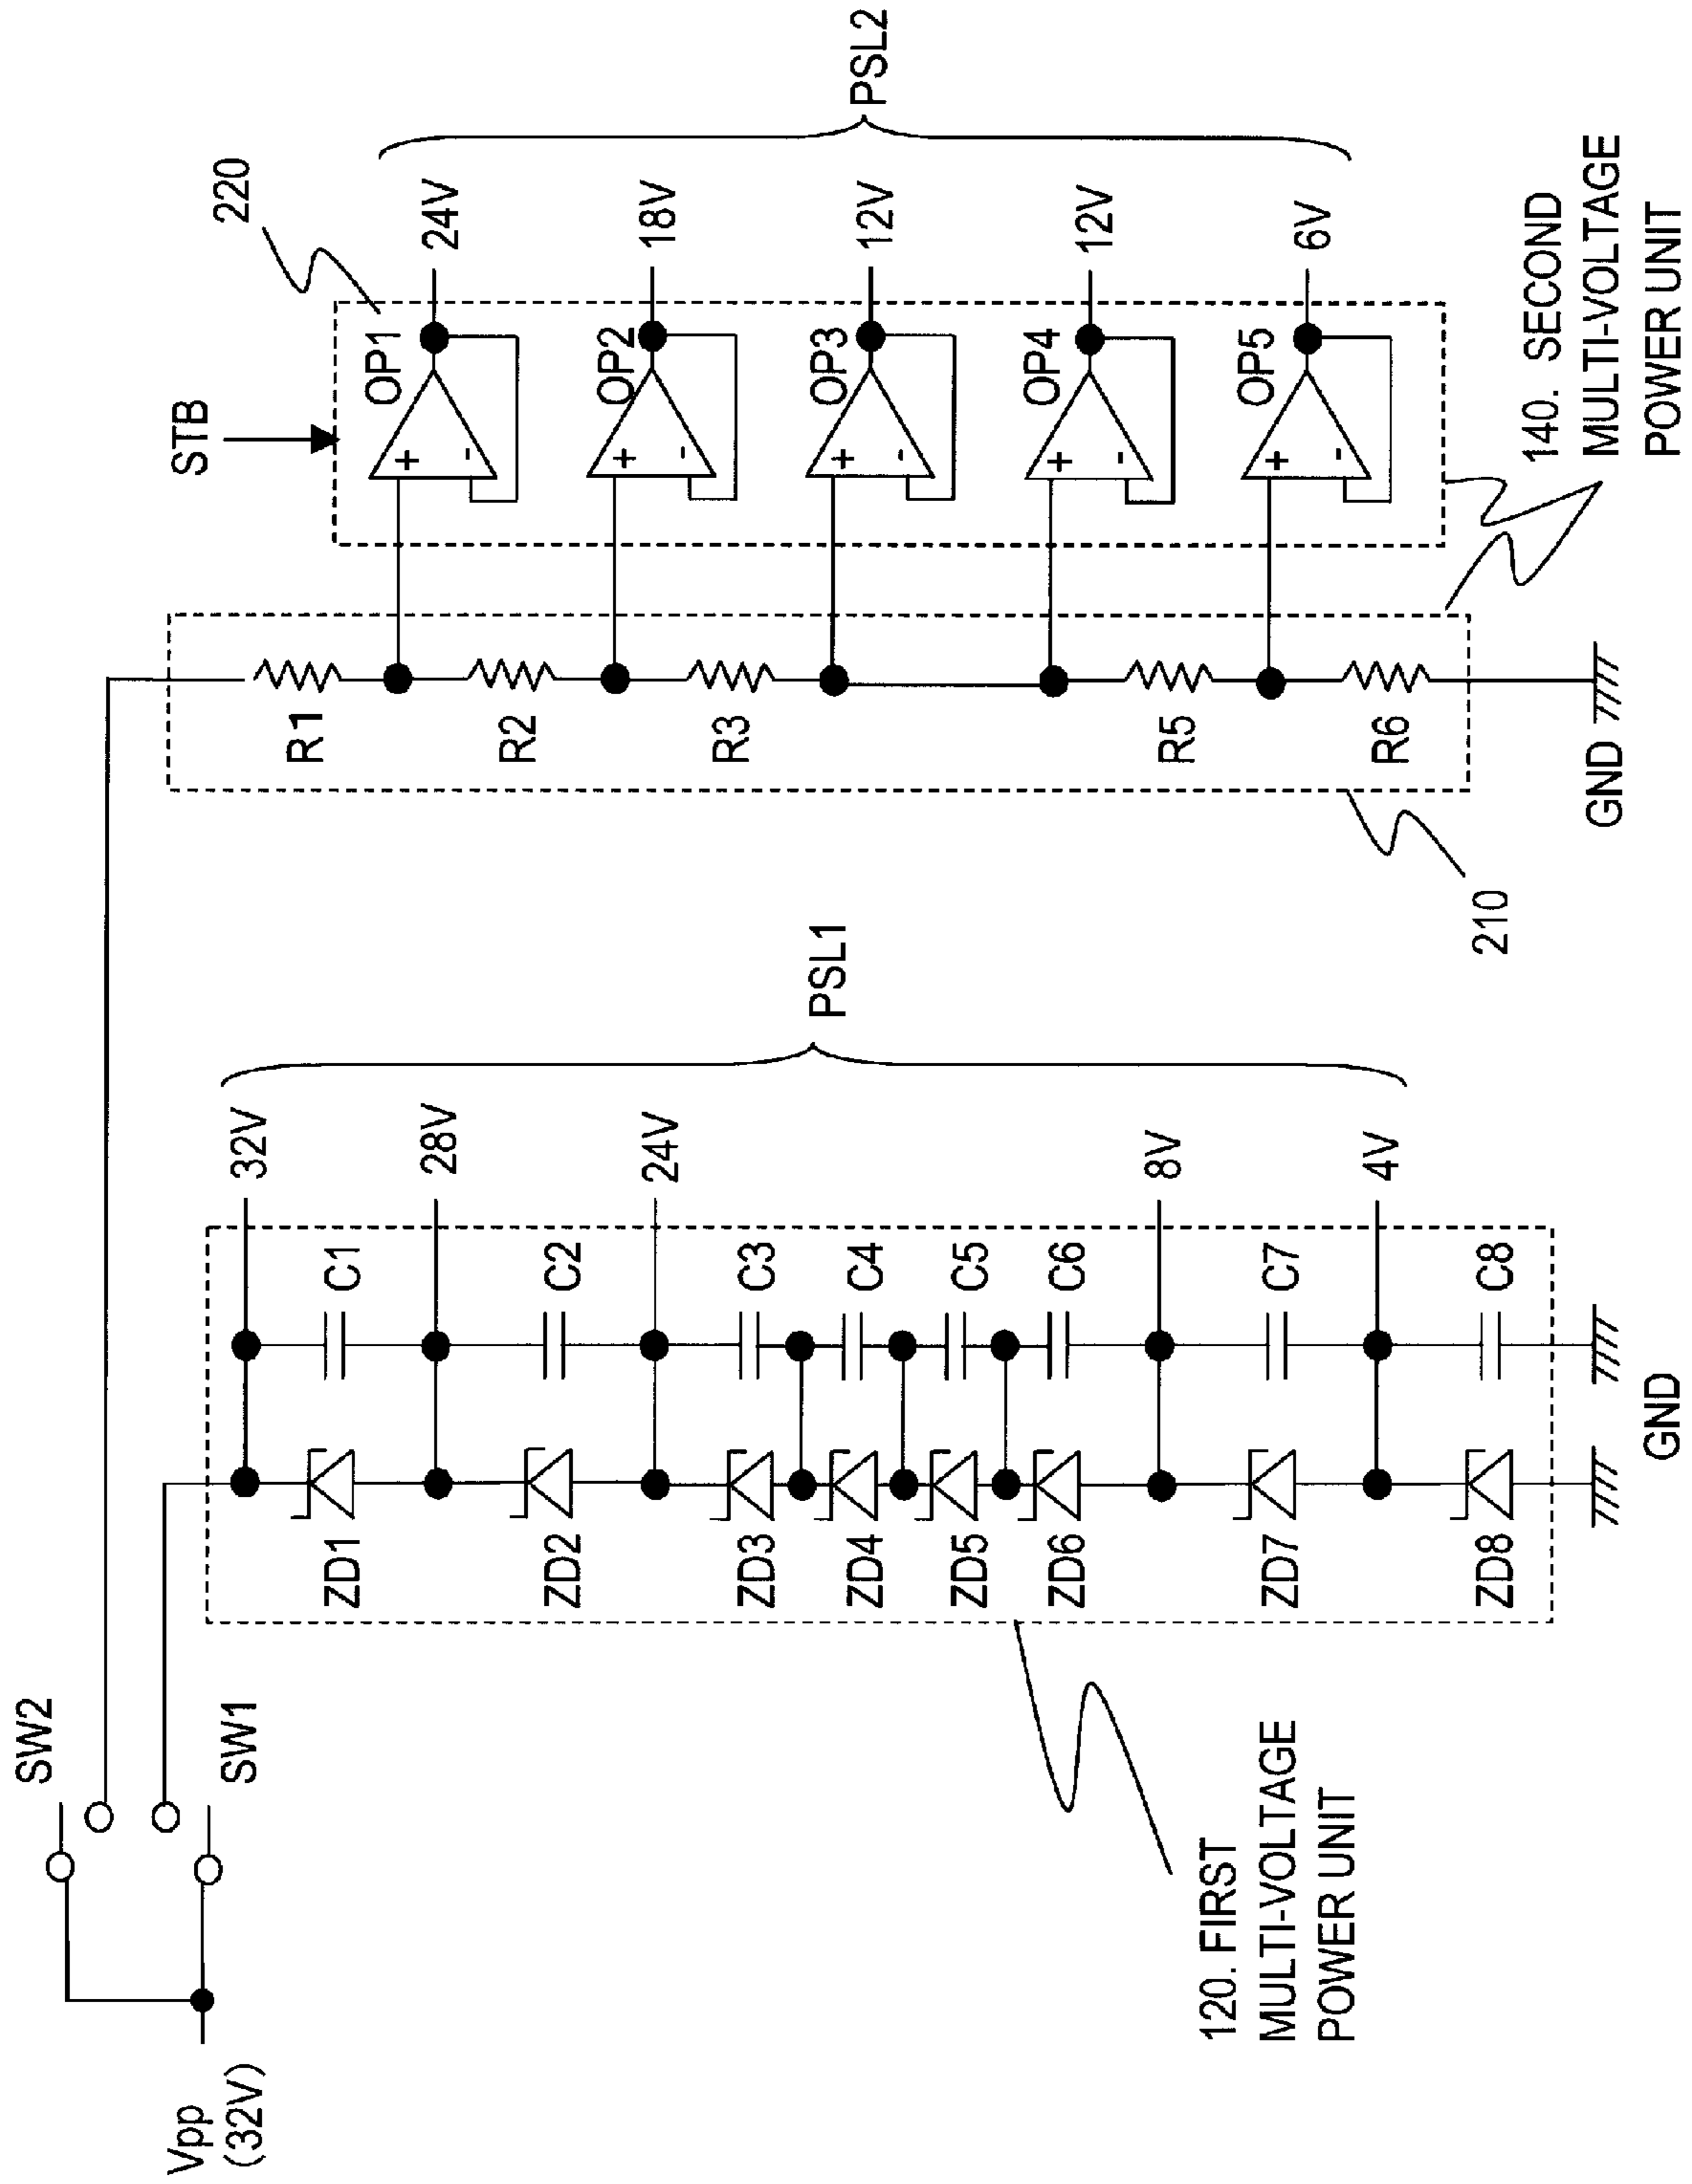 Vpp
(32V)
SW2
SW1
120. FIRST
MULTI-VOLTAGE
POWER UNIT
ZD1
ZD2
ZD3
ZD4
ZD5
ZD6
ZD7
ZD8
C1
C2
C3
C4
C5
C6
C7
C8
GND
32V
28V
24V
8V
4V
PSL1
210
R1
R2
R3
R5
R6
GND
STB
220
OP1
+
-
OP2
+
-
OP3
+
-
OP4
+
-
OP5
+
-
24V
18V
12V
12V
6V
PSL2
140. SECOND
MULTI-VOLTAGE
POWER UNIT